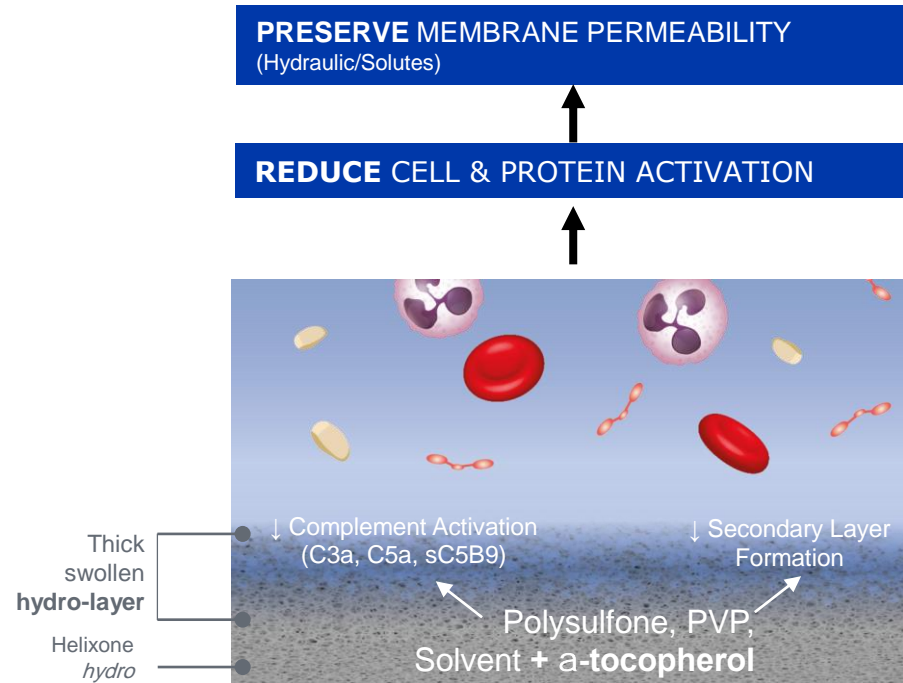 PRESERVE MEMBRANE PERMEABILITY
(Hydraulic/Solutes)
REDUCE CELL & PROTEIN ACTIVATION
↓ Complement Activation
(C3a, C5a, sC5B9)
↓ Secondary Layer
Formation
Thick
swollen
hydro-layer
Helixone
hydro
Polysulfone, PVP,
Solvent + a-tocopherol